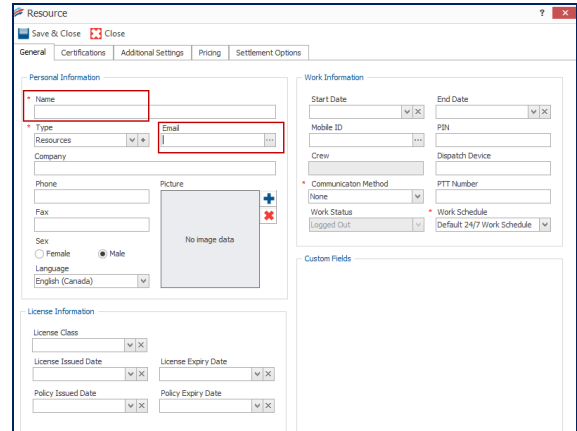 Resource ?
Save & Close Close
General Certifications Additional Settings Pricing Settlement Options
Personal Information
* Name
* Type
Resources
Email
Company
Phone
Picture
Fax
No image data
Sex
Female Male
Language
English (Canada)
License Information
License Class
License Issued Date License Expiry Date
Policy Issued Date Policy Expiry Date
Work Information
Start Date End Date
Mobile ID PIN
Crew Dispatch Device
* Communicaton Method PTT Number
None
Work Status * Work Schedule
Logged Out Default 24/7 Work Schedule
Custom Fields